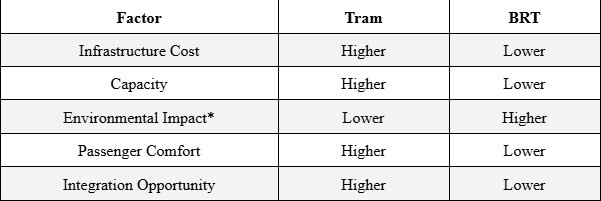 Factor Tram BRT
Infrastructure Cost Higher Lower
Capacity Higher Lower
Environmental Impact* Lower Higher
Passenger Comfort Higher Lower
Integration Opportunity Higher Lower